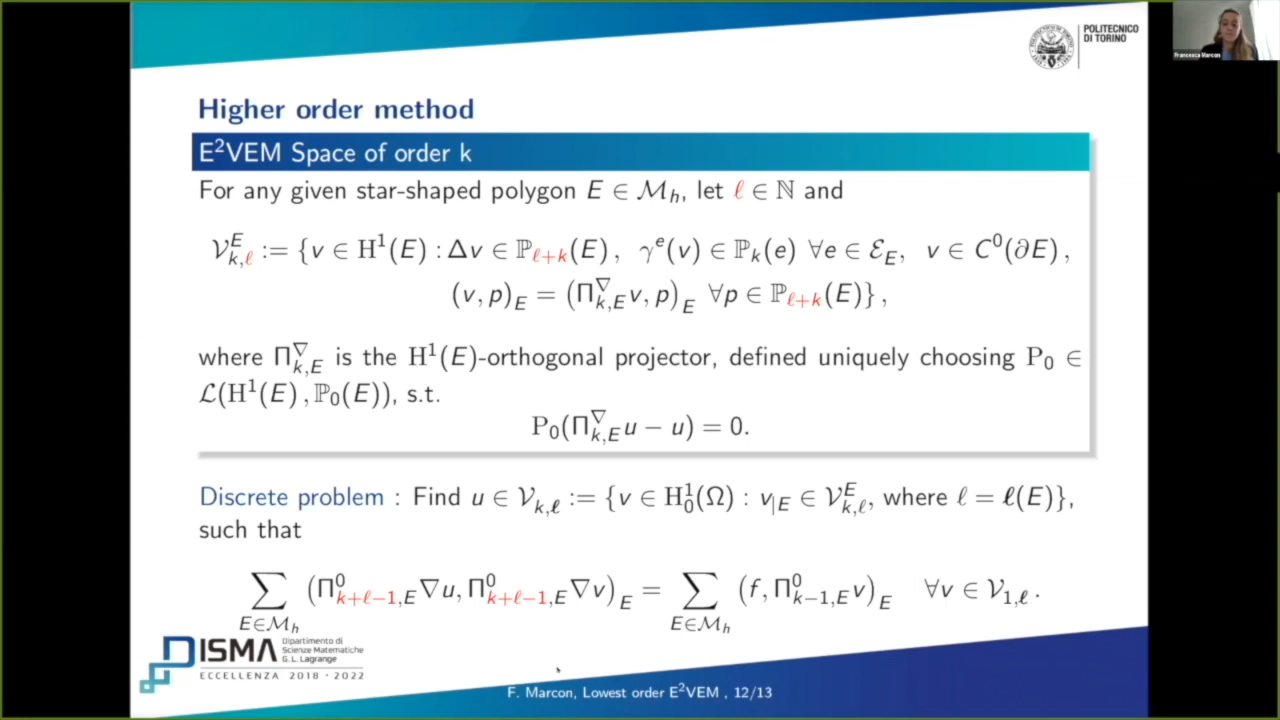 POLITECNICO
DI TORINO
Francesca Marcon
Higher order method
E²VEM Space of order k
For any given star-shaped polygon E ∈ ℳ_h, let ℓ ∈ ℕ and
𝒱^E_{k,ℓ} := {v ∈ H¹(E) : Δv ∈ ℙ_{ℓ+k}(E) , γ^e(v) ∈ ℙ_k(e) ∀e ∈ ℰ_E, v ∈ C⁰(∂E) ,
(v, p)_E = (Π^∇_{k,E} v, p)_E ∀p ∈ ℙ_{ℓ+k}(E)} ,
where Π^∇_{k,E} is the H¹(E)-orthogonal projector, defined uniquely choosing P₀ ∈
ℒ(H¹(E) , ℙ₀(E)), s.t.
P₀(Π^∇_{k,E} u − u) = 0.
Discrete problem : Find u ∈ 𝒱_{k,ℓ} := {v ∈ H¹₀(Ω) : v_{|E} ∈ 𝒱^E_{k,ℓ}, where ℓ = ℓ(E)},
such that
∑_{E∈ℳ_h} (Π⁰_{k+ℓ−1,E} ∇u, Π⁰_{k+ℓ−1,E} ∇v)_E = ∑_{E∈ℳ_h} (f, Π⁰_{k−1,E} v)_E ∀v ∈ 𝒱_{1,ℓ} .
DISMA
Dipartimento di
Scienze Matematiche
G. L. Lagrange
ECCELLENZA 2018 · 2022
F. Marcon, Lowest order E²VEM , 12/13